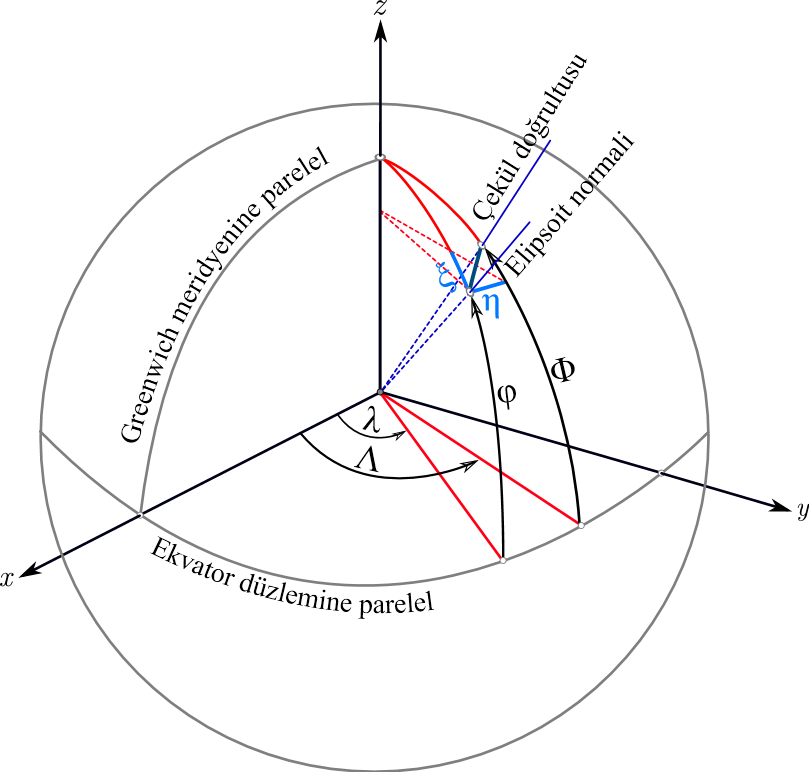 z
Çekül doğrultusu
Elipsoit normali
Greenwich meridyenine parelel
ξ
η
φ
Φ
λ
Λ
x
y
Ekvator düzlemine parelel